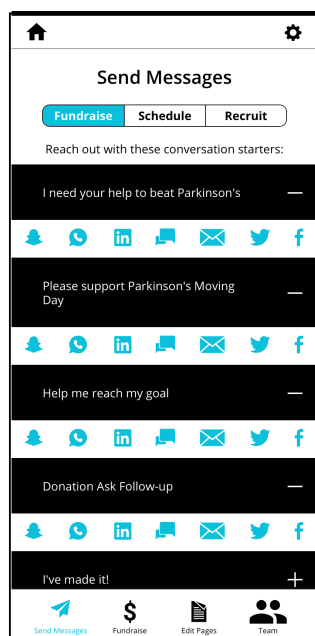 Send Messages
Fundraise Schedule Recruit
Reach out with these conversation starters:
I need your help to beat Parkinson's
Please support Parkinson's Moving
Day
Help me reach my goal
Donation Ask Follow-up
I've made it!
Send Messages Fundraise Edit Pages Team